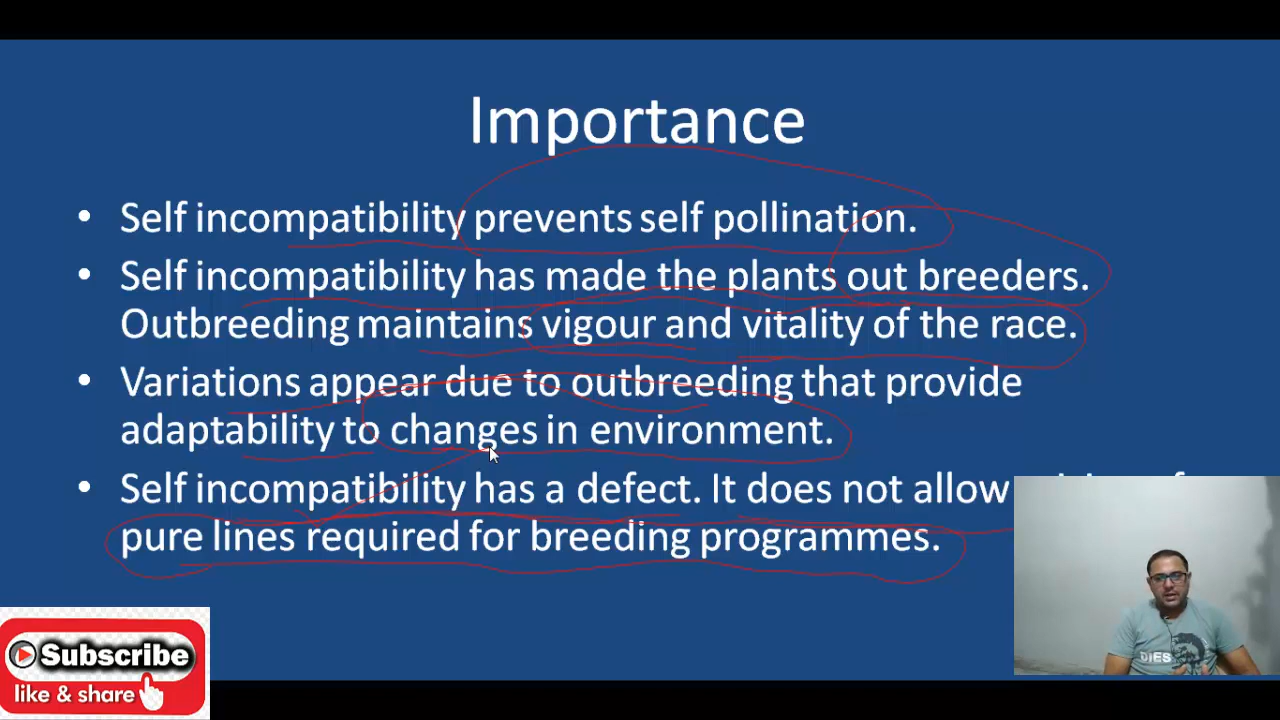 Importance
• Self incompatibility prevents self pollination.
• Self incompatibility has made the plants out breeders.
Outbreeding maintains vigour and vitality of the race.
• Variations appear due to outbreeding that provide
adaptability to changes in environment.
• Self incompatibility has a defect. It does not allow
pure lines required for breeding programmes.
Subscribe
like & share
DIES